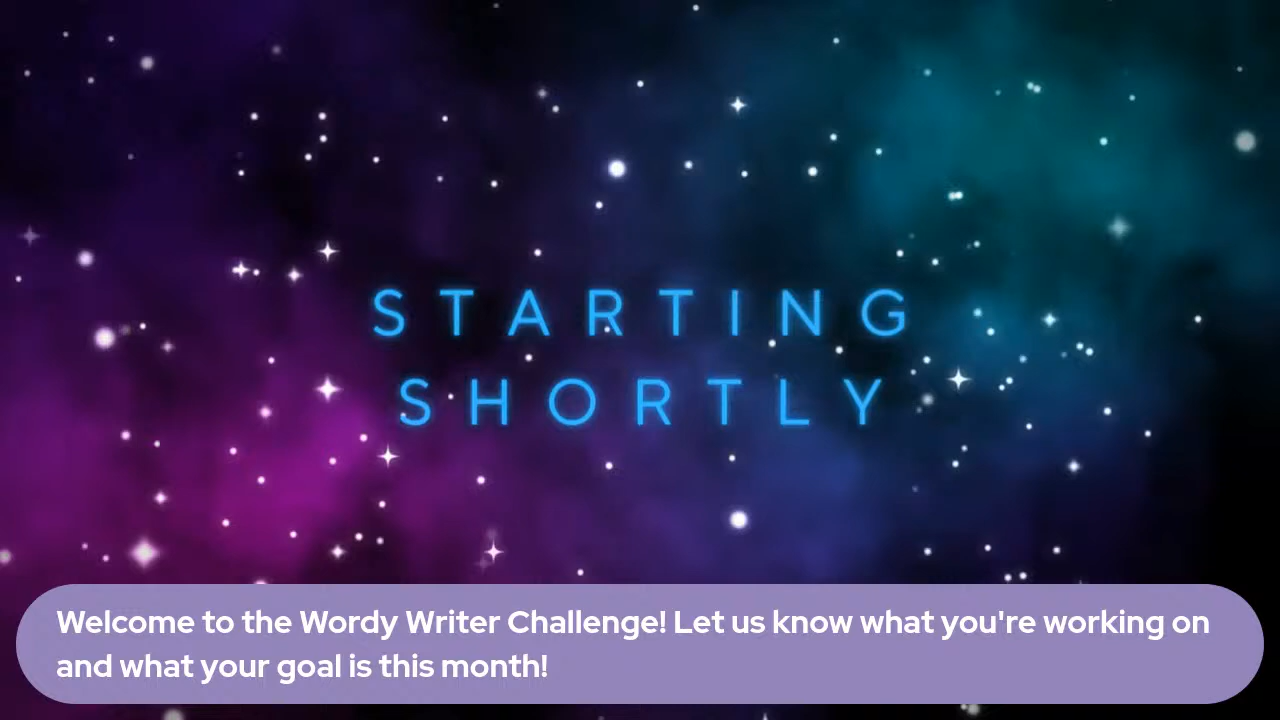 STARTING
SHORTLY
Welcome to the Wordy Writer Challenge! Let us know what you're working on
and what your goal is this month!